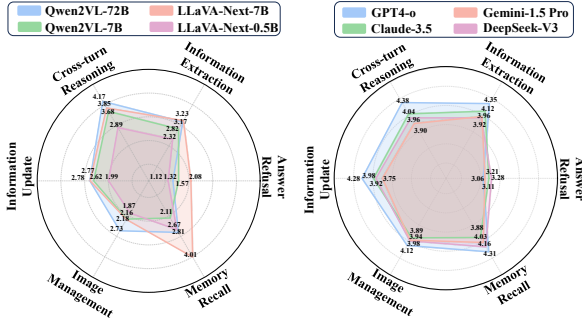 Qwen2VL-72B LLaVA-Next-7B
Qwen2VL-7B LLaVA-Next-0.5B
Cross-turn
Reasoning
Information
Extraction
Answer
Refusal
Memory
Recall
Image
Management
Information
Update
4.17
3.85
3.68
2.89
3.23
3.17
2.82
2.32
2.77
2.78
2.62
1.99
1.12
1.32
1.57
2.08
1.87
2.16
2.18
2.73
2.11
2.67
2.81
4.01
GPT4-o Gemini-1.5 Pro
Claude-3.5 DeepSeek-V3
Cross-turn
Reasoning
Information
Extraction
Answer
Refusal
Memory
Recall
Image
Management
Information
Update
4.38
4.04
3.96
3.90
4.35
4.12
3.96
3.92
4.28
3.98
3.92
3.75
3.21
3.06
3.28
3.11
3.89
3.94
3.98
4.12
3.88
4.03
4.16
4.31